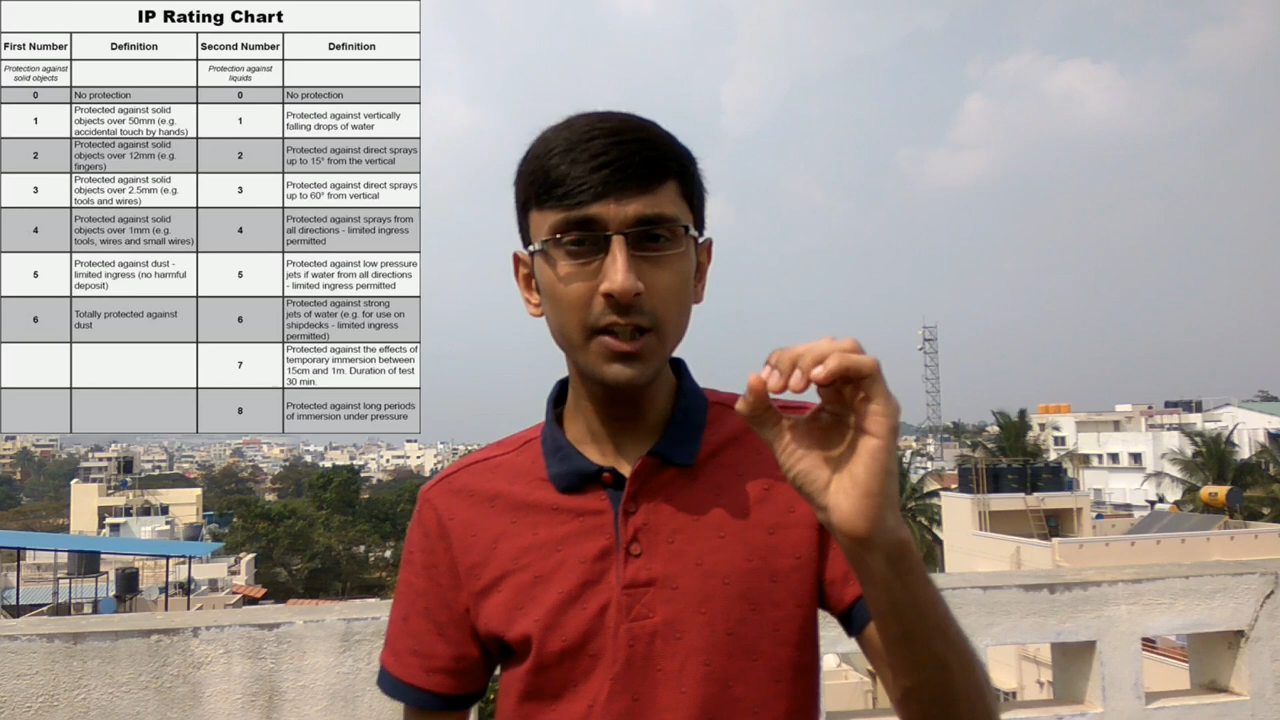 IP Rating Chart
First Number Definition Second Number Definition
Protection against
solid objects
Protection against
liquids
0 No protection 0 No protection
1
Protected against solid
objects over 50mm (e.g.
accidental touch by hands)
1
Protected against vertically
falling drops of water
2
Protected against solid
objects over 12mm (e.g.
fingers)
2
Protected against direct sprays
up to 15° from the vertical
3
Protected against solid
objects over 2.5mm (e.g.
tools and wires)
3
Protected against direct sprays
up to 60° from vertical
4
Protected against solid
objects over 1mm (e.g.
tools, wires and small wires)
4
Protected against sprays from
all directions - limited ingress
permitted
5
Protected against dust -
limited ingress (no harmful
deposit)
5
Protected against low pressure
jets if water from all directions
- limited ingress permitted
6
Totally protected against
dust
6
Protected against strong
jets of water (e.g. for use on
shipdecks - limited ingress
permitted)
7
Protected against the effects of
temporary immersion between
15cm and 1m. Duration of test
30 min.
8
Protected against long periods
of immersion under pressure